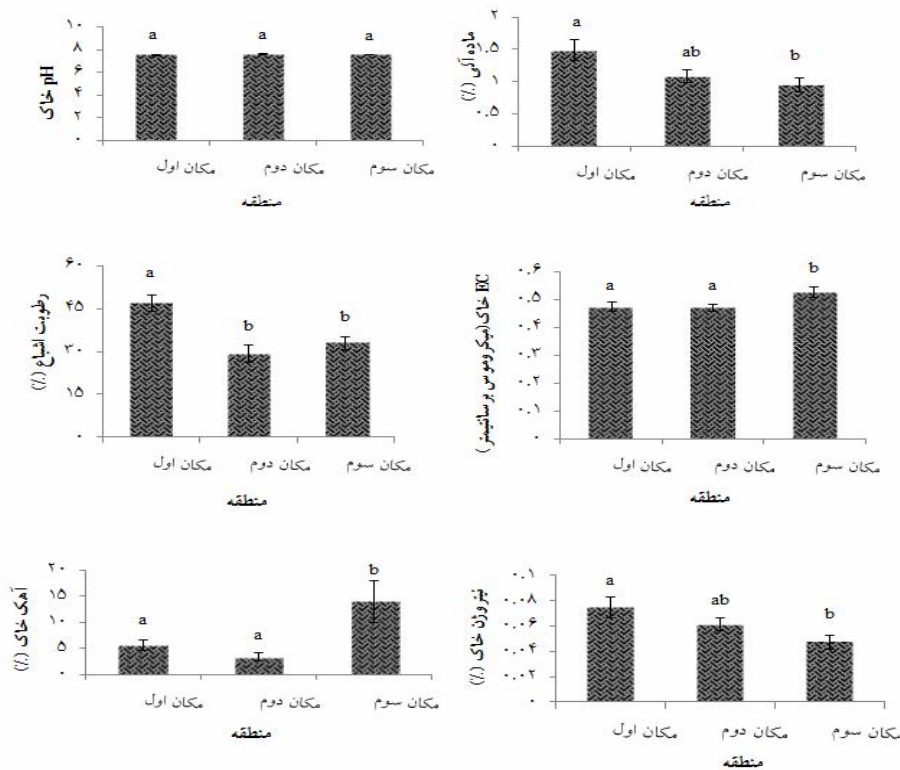 ۱۰
۸
۶
۴
۲
۰
a
a
a
pH خاک
مکان اول
مکان دوم
مکان سوم
منطقه
۲
۱.۵
۱
۰.۵
۰
a
ab
b
ماده آلی (٪)
مکان اول
مکان دوم
مکان سوم
منطقه
۶۰
۴۵
۳۰
۱۵
۰
a
b
b
رطوبت اشباع (٪)
مکان اول
مکان دوم
مکان سوم
منطقه
۰.۶
۰.۵
۰.۴
۰.۳
۰.۲
۰.۱
۰
a
a
b
EC خاک(میکروموس بر سانتیمتر)
مکان اول
مکان دوم
مکان سوم
منطقه
۲۰
۱۵
۱۰
۵
۰
a
a
b
آهک خاک (٪)
مکان اول
مکان دوم
مکان سوم
منطقه
۰.۱
۰.۰۸
۰.۰۶
۰.۰۴
۰.۰۲
۰
a
ab
b
نیتروژن خاک (٪)
مکان اول
مکان دوم
مکان سوم
منطقه